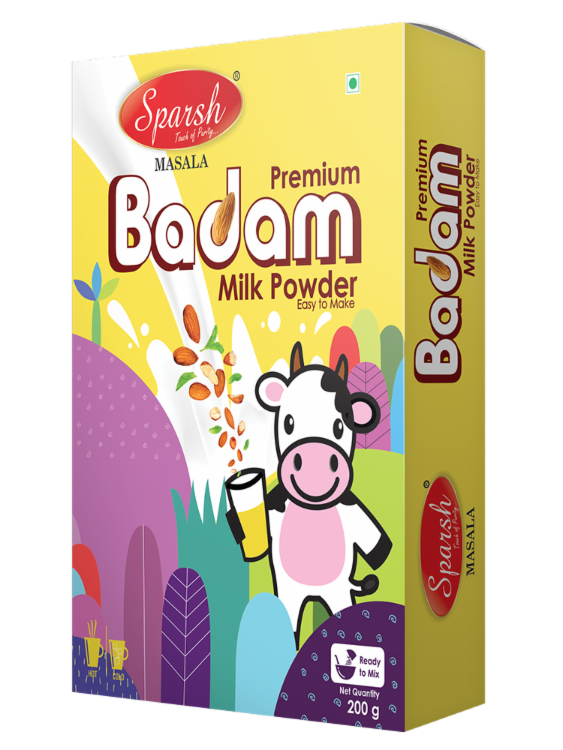 Sparsh
®
Touch of Purity...
MASALA
Premium
Badam
Milk Powder
Easy to Make
HOT
COLD
Ready
to Mix
Net Quantity
200 g
Premium
Badam
Milk Powder
Easy to Make
Sparsh
®
Touch of Purity...
MASALA